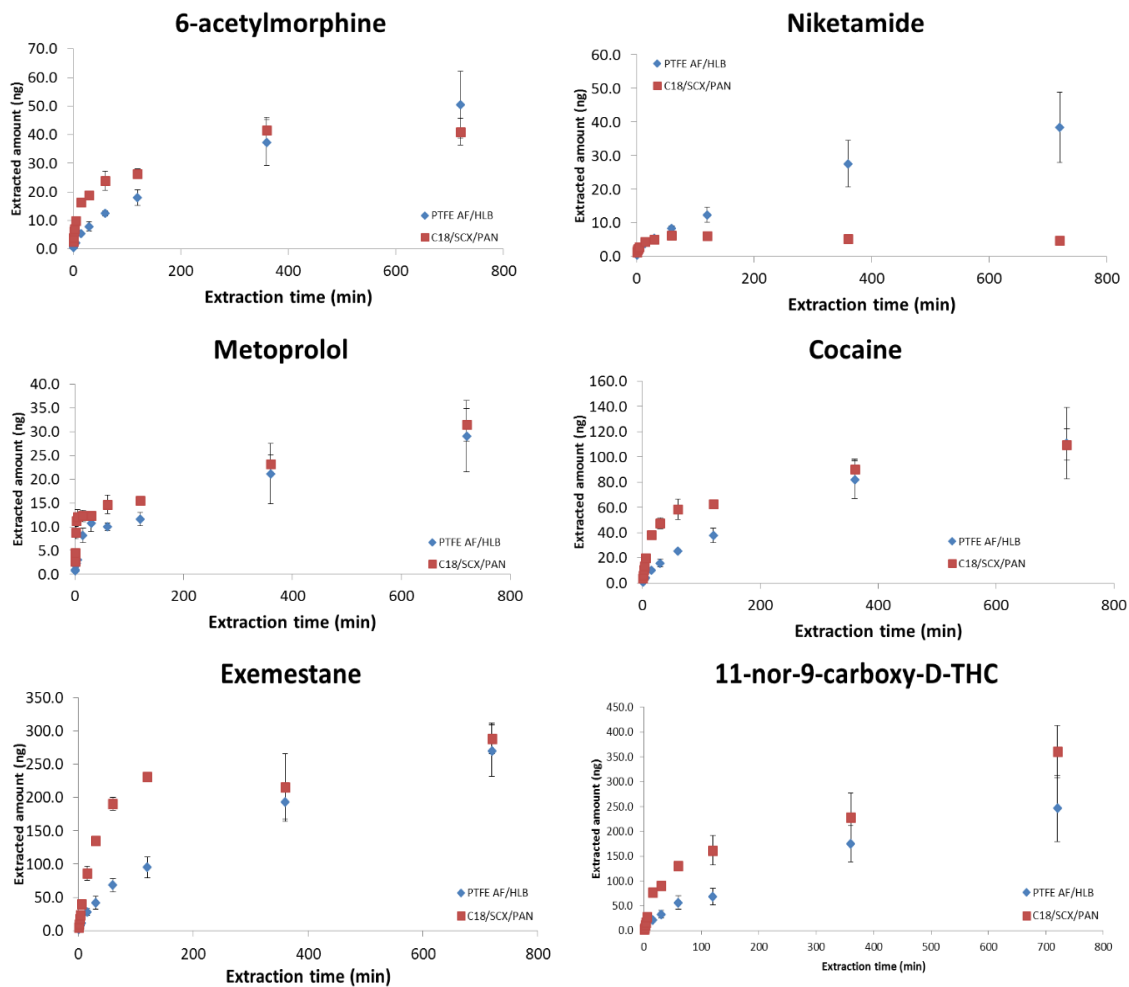 6-acetylmorphine
Extracted amount (ng)
70.0
60.0
50.0
40.0
30.0
20.0
10.0
0.0
PTFE AF/HLB
C18/SCX/PAN
0 200 400 600 800
Extraction time (min)
Niketamide
Extracted amount (ng)
60.0
50.0
40.0
30.0
20.0
10.0
0.0
PTFE AF/HLB
C18/SCX/PAN
0 200 400 600 800
Extraction time (min)
Metoprolol
Extracted amount (ng)
40.0
35.0
30.0
25.0
20.0
15.0
10.0
5.0
0.0
PTFE AF/HLB
C18/SCX/PAN
0 200 400 600 800
Extraction time (min)
Cocaine
Extracted amount (ng)
160.0
140.0
120.0
100.0
80.0
60.0
40.0
20.0
0.0
PTFE AF/HLB
C18/SCX/PAN
0 200 400 600 800
Extraction time (min)
Exemestane
Extracted amount (ng)
350.0
300.0
250.0
200.0
150.0
100.0
50.0
0.0
PTFE AF/HLB
C18/SCX/PAN
0 200 400 600 800
Extraction time (min)
11-nor-9-carboxy-D-THC
Extracted amount (ng)
450.0
400.0
350.0
300.0
250.0
200.0
150.0
100.0
50.0
0.0
PTFE AF/HLB
C18/SCX/PAN
0 100 200 300 400 500 600 700 800
Extraction time (min)